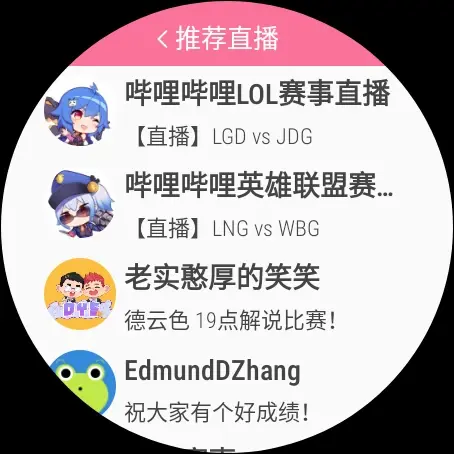 推荐直播
哔哩哔哩LOL赛事直播
【直播】LGD vs JDG
哔哩哔哩英雄联盟赛...
【直播】LNG vs WBG
老实憨厚的笑笑
DYS
德云色 19点解说比赛！
EdmundDZhang
祝大家有个好成绩！